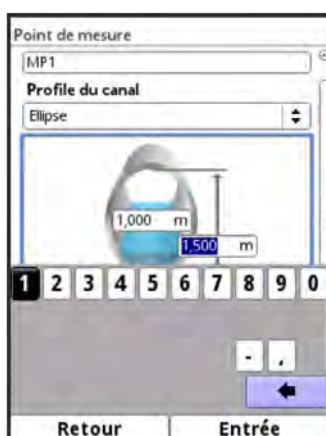 Point de mesure
MP1
Profile du canal
Ellipse
1,000 m
1,500 m
1 2 3 4 5 6 7 8 9 0
- ,
Retour Entrée